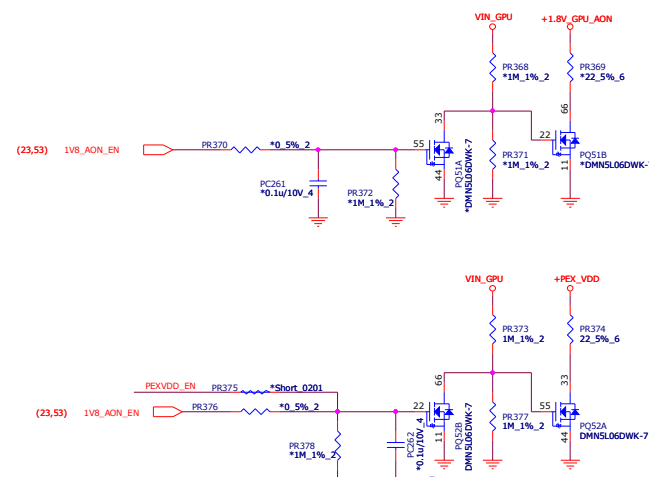 VIN_GPU
+1.8V_GPU_AON
PR368
*1M_1%_2
PR369
*22_5%_6
33
66
(23,53)
1V8_AON_EN
PR370
*0_5%_2
55
22
PR371
*1M_1%_2
PQ51B
*DMN5L06DWK-
PC261
*0.1u/10V_4
PR372
*1M_1%_2
44
PQ51A
*DMN5L06DWK-7
11
VIN_GPU
+PEX_VDD
PR373
1M_1%_2
PR374
22_5%_6
66
33
PEXVDD_EN
PR375
*Short_0201
(23,53)
1V8_AON_EN
PR376
*0_5%_2
22
55
PR377
1M_1%_2
PQ52A
DMN5L06DWK-7
PR378
*1M_1%_2
PC262
*0.1u/10V_4
11
PQ52B
DMN5L06DWK-7
44